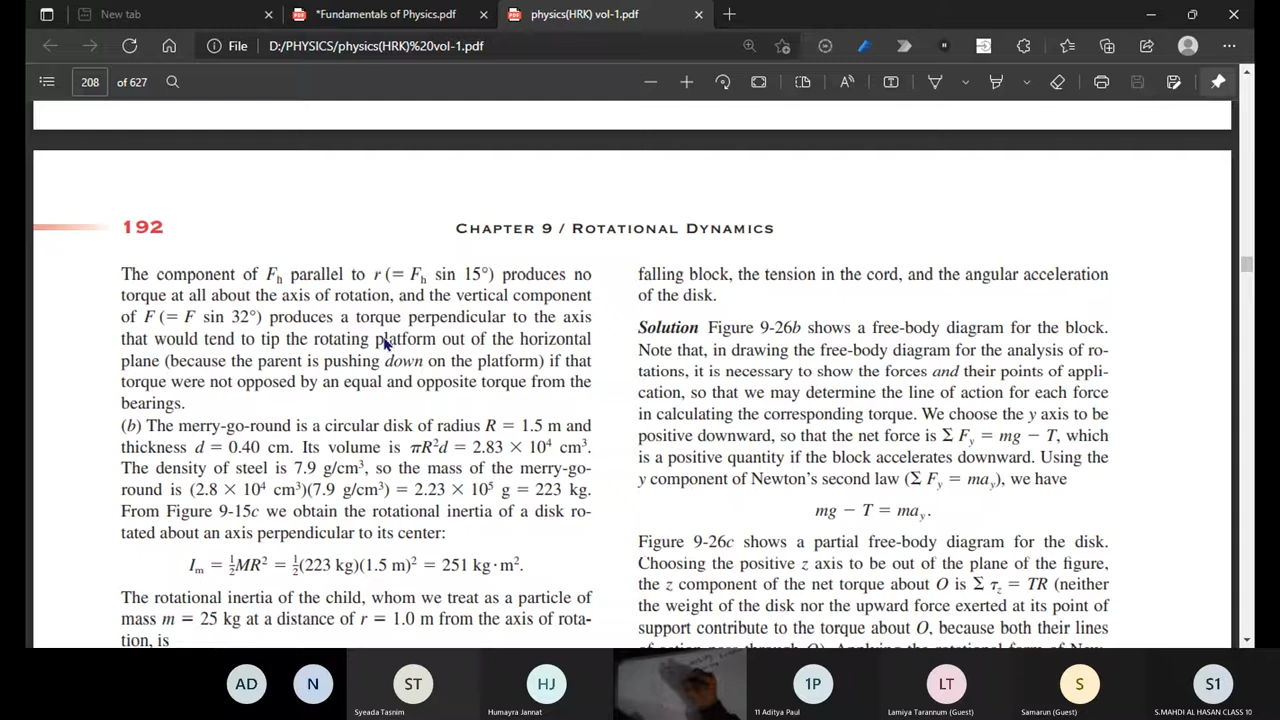 New tab
*Fundamentals of Physics.pdf
physics(HRK) vol-1.pdf
File
D:/PHYSICS/physics(HRK)%20vol-1.pdf
208
of 627
192
CHAPTER 9 / ROTATIONAL DYNAMICS
The component of Fh parallel to r (= Fh sin 15°) produces no
torque at all about the axis of rotation, and the vertical component
of F (= F sin 32°) produces a torque perpendicular to the axis
that would tend to tip the rotating platform out of the horizontal
plane (because the parent is pushing down on the platform) if that
torque were not opposed by an equal and opposite torque from the
bearings.
(b) The merry-go-round is a circular disk of radius R = 1.5 m and
thickness d = 0.40 cm. Its volume is πR²d = 2.83 × 10⁴ cm³.
The density of steel is 7.9 g/cm³, so the mass of the merry-go-
round is (2.8 × 10⁴ cm³)(7.9 g/cm³) = 2.23 × 10⁵ g = 223 kg.
From Figure 9-15c we obtain the rotational inertia of a disk ro-
tated about an axis perpendicular to its center:
Im = ½MR² = ½(223 kg)(1.5 m)² = 251 kg·m².
The rotational inertia of the child, whom we treat as a particle of
mass m = 25 kg at a distance of r = 1.0 m from the axis of rota-
tion, is
falling block, the tension in the cord, and the angular acceleration
of the disk.
Solution Figure 9-26b shows a free-body diagram for the block.
Note that, in drawing the free-body diagram for the analysis of ro-
tations, it is necessary to show the forces and their points of appli-
cation, so that we may determine the line of action for each force
in calculating the corresponding torque. We choose the y axis to be
positive downward, so that the net force is Σ Fy = mg − T, which
is a positive quantity if the block accelerates downward. Using the
y component of Newton's second law (Σ Fy = may), we have
mg − T = may.
Figure 9-26c shows a partial free-body diagram for the disk.
Choosing the positive z axis to be out of the plane of the figure,
the z component of the net torque about O is Σ τz = TR (neither
the weight of the disk nor the upward force exerted at its point of
support contribute to the torque about O, because both their lines
AD
N
ST
HJ
1P
LT
S
S1
Syeada Tasnim
Humayra Jannat
11 Aditya Paul
Lamiya Tarannum (Guest)
Samarun (Guest)
S.MAHDI AL HASAN CLASS 10